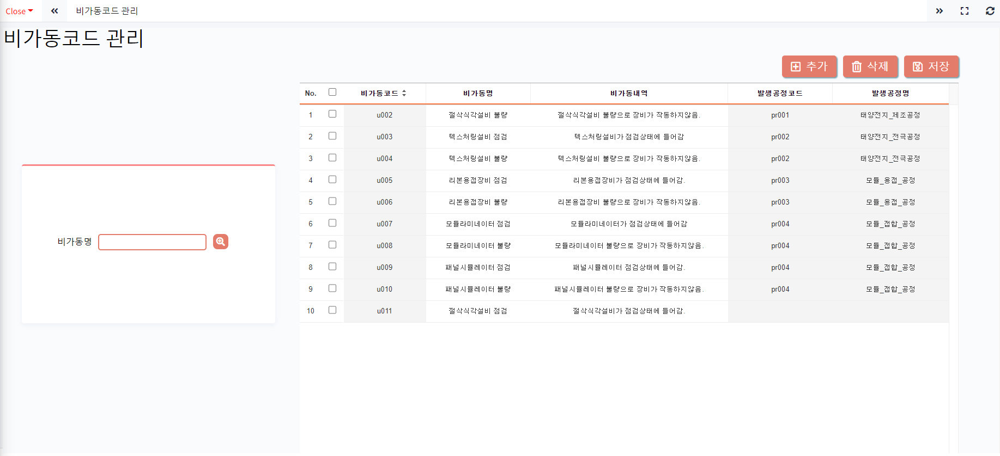 Close
비가동코드 관리
비가동코드 관리
추가 삭제 저장
비가동명
No. 비가동코드 비가동명 비가동내역 발생공정코드 발생공정명
1 u002 절삭식각설비 불량 절삭식각설비 불량으로 장비가 작동하지않음. pr001 태양전지_제조공정
2 u003 텍스처링설비 점검 텍스처링설비가 점검상태에 들어감 pr002 태양전지_전극공정
3 u004 텍스처링설비 불량 텍스처링설비 불량으로 장비가 작동하지않음. pr002 태양전지_전극공정
4 u005 리본용접장비 점검 리본용접장비가 점검상태에 들어감. pr003 모듈_용접_공정
5 u006 리본용접장비 불량 리본용접장비 불량으로 장비가 작동하지않음. pr003 모듈_용접_공정
6 u007 모듈라미네이터 점검 모듈라미네이터가 점검상태에 들어감 pr004 모듈_접합_공정
7 u008 모듈라미네이터 불량 모듈라미네이터 불량으로 장비가 작동하지않음. pr004 모듈_접합_공정
8 u009 패널시뮬레이터 점검 패널시뮬레이터 점검상태에 들어감. pr004 모듈_접합_공정
9 u010 패널시뮬레이터 불량 패널시뮬레이터 불량으로 장비가 작동하지않음. pr004 모듈_접합_공정
10 u011 절삭식각설비 점검 절삭식각설비가 점검상태에 들어감.